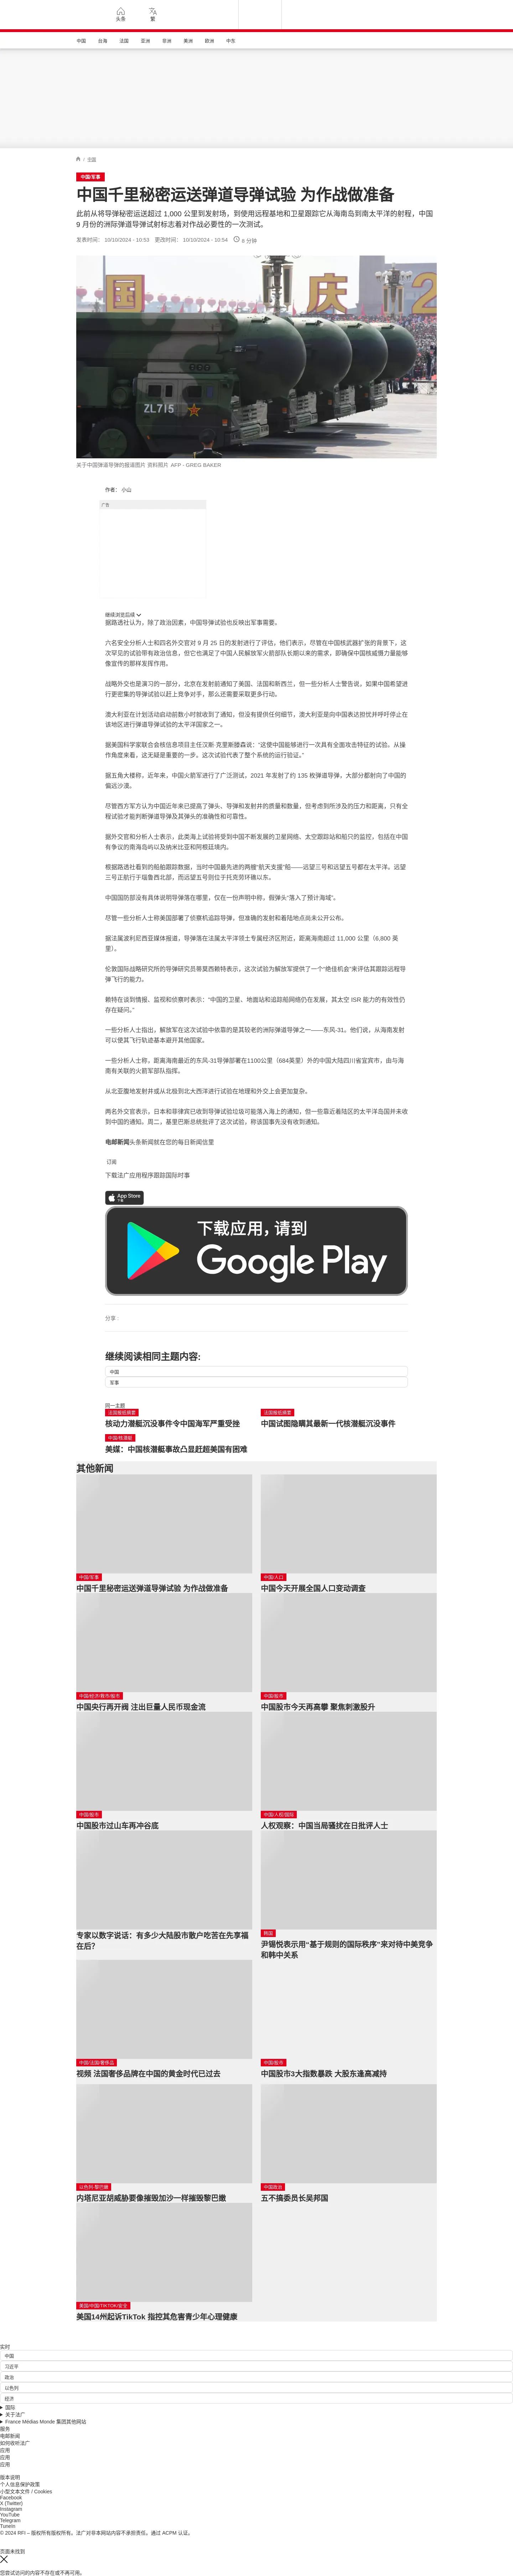 头条
繁
中国
台海
法国
亚洲
非洲
美洲
欧洲
中东
/ 中国
中国/军事
中国千里秘密运送弹道导弹试验 为作战做准备
此前从将导弹秘密运送超过 1,000 公里到发射场，到使用远程基地和卫星跟踪它从海南岛到南太平洋的射程，中国
9 月份的洲际弹道导弹试射标志着对作战必要性的一次测试。
发表时间： 10/10/2024 - 10:53 更改时间： 10/10/2024 - 10:54 8 分钟
庆
2
ZL715
关于中国弹道导弹的报道图片 资料照片 AFP - GREG BAKER
作者： 小山
广告
继续浏览后续
据路透社认为，除了政治因素，中国导弹试验也反映出军事需要。
六名安全分析人士和四名外交官对 9 月 25 日的发射进行了评估，他们表示，尽管在中国核武器扩张的背景下，这
次罕见的试验带有政治信息，但它也满足了中国人民解放军火箭部队长期以来的需求，即确保中国核威慑力量能够
像宣传的那样发挥作用。
战略外交也是演习的一部分，北京在发射前通知了美国、法国和新西兰，但一些分析人士警告说，如果中国希望进
行更密集的导弹试验以赶上竞争对手，那么还需要采取更多行动。
澳大利亚在计划活动启动前数小时就收到了通知，但没有提供任何细节，澳大利亚是向中国表达担忧并呼吁停止在
该地区进行弹道导弹试验的太平洋国家之一。
据美国科学家联合会核信息项目主任汉斯·克里斯滕森说：“这使中国能够进行一次具有全面攻击特征的试验。从操
作角度来看，这无疑是重要的一步。这次试验代表了整个系统的运行验证。”
据五角大楼称，近年来，中国火箭军进行了广泛测试，2021 年发射了约 135 枚弹道导弹，大部分都射向了中国的
偏远沙漠。
尽管西方军方认为中国近年来已提高了弹头、导弹和发射井的质量和数量，但考虑到所涉及的压力和距离，只有全
程试验才能判断弹道导弹及其弹头的准确性和可靠性。
据外交官和分析人士表示，此类海上试验将受到中国不断发展的卫星网络、太空跟踪站和船只的监控，包括在中国
有争议的南海岛屿以及纳米比亚和阿根廷境内。
根据路透社看到的船舶跟踪数据，当时中国最先进的两艘“航天支援”船——远望三号和远望五号都在太平洋。远望
三号正航行于瑙鲁西北部，而远望五号则位于托克劳环礁以东。
中国国防部没有具体说明导弹落在哪里，仅在一份声明中称，假弹头“落入了预计海域”。
尽管一些分析人士称美国部署了侦察机追踪导弹，但准确的发射和着陆地点尚未公开公布。
据法属波利尼西亚媒体报道，导弹落在法属太平洋领土专属经济区附近，距离海南超过 11,000 公里（6,800 英
里）。
伦敦国际战略研究所的导弹研究员蒂莫西赖特表示，这次试验为解放军提供了一个“绝佳机会”来评估其跟踪远程导
弹飞行的能力。
赖特在谈到情报、监视和侦察时表示：“中国的卫星、地面站和追踪船网络仍在发展，其太空 ISR 能力的有效性仍
存在疑问。”
一些分析人士指出，解放军在这次试验中依靠的是其较老的洲际弹道导弹之一——东风-31。他们说，从海南发射
可以使其飞行轨迹基本避开其他国家。
一些分析人士称，距离海南最近的东风-31导弹部署在1100公里（684英里）外的中国大陆四川省宜宾市，由与海
南有关联的火箭军部队指挥。
从北亚腹地发射井或从北极到北大西洋进行试验在地理和外交上会更加复杂。
两名外交官表示，日本和菲律宾已收到导弹试验垃圾可能落入海上的通知，但一些靠近着陆区的太平洋岛国并未收
到中国的通知。周二，基里巴斯总统批评了这次试验，称该国事先没有收到通知。
电邮新闻头条新闻就在您的每日新闻信里
订阅
下载法广应用程序跟踪国际时事
App Store
下载
下载应用，请到
Google Play
分享 :
继续阅读相同主题内容:
中国
军事
同一主题
法国报纸摘要
核动力潜艇沉没事件令中国海军严重受挫
法国报纸摘要
中国试图隐瞒其最新一代核潜艇沉没事件
中国/核潜艇
美媒：中国核潜艇事故凸显赶超美国有困难
其他新闻
中国/军事
中国千里秘密运送弹道导弹试验 为作战做准备
中国/人口
中国今天开展全国人口变动调查
中国/经济/救市/股市
中国央行再开阀 注出巨量人民币现金流
中国/股市
中国股市今天再高攀 聚焦刺激股升
中国/股市
中国股市过山车再冲谷底
中国/人权/国际
人权观察：中国当局骚扰在日批评人士
专家以数字说话：有多少大陆股市散户吃苦在先享福
在后？
韩国
尹锡悦表示用“基于规则的国际秩序”来对待中美竞争
和韩中关系
中国/法国/奢侈品
视频 法国奢侈品牌在中国的黄金时代已过去
中国/股市
中国股市3大指数暴跌 大股东逢高减持
以色列-黎巴嫩
内塔尼亚胡威胁要像摧毁加沙一样摧毁黎巴嫩
中国政治
五不搞委员长吴邦国
美国/中国/TIKTOK/安全
美国14州起诉TikTok 指控其危害青少年心理健康
实时
中国
习近平
政治
以色列
经济
国际
关于法广
France Médias Monde 集团其他网站
服务
电邮新闻
如何收听法广
应用
应用
应用
版本说明
个人信息保护政策
小型文本文件 / Cookies
Facebook
X (Twitter)
Instagram
YouTube
Telegram
TuneIn
© 2024 RFI – 版权所有版权所有。法广对非本网站内容不承担责任。通过 ACPM 认证。
页面未找到
您尝试访问的内容不存在或不再可用。